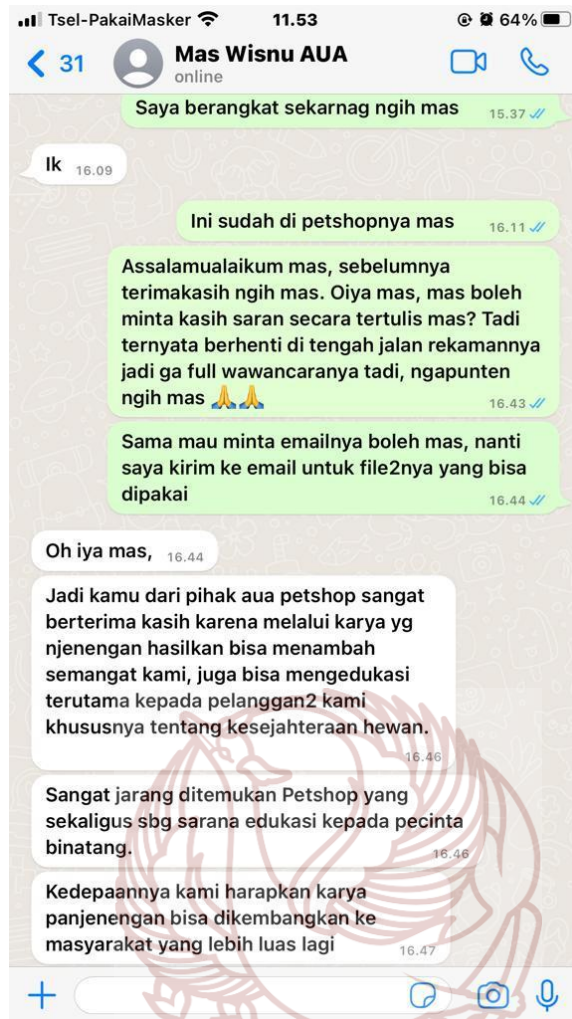 Tsel-PakaiMasker 11.53 64%
31 Mas Wisnu AUA
online
Saya berangkat sekarnag ngih mas 15.37
Ik 16.09
Ini sudah di petshopnya mas 16.11
Assalamualaikum mas, sebelumnya
terimakasih ngih mas. Oiya mas, mas boleh
minta kasih saran secara tertulis mas? Tadi
ternyata berhenti di tengah jalan rekamannya
jadi ga full wawancaranya tadi, ngapunten
ngih mas 🙏🙏 16.43
Sama mau minta emailnya boleh mas, nanti
saya kirim ke email untuk file2nya yang bisa
dipakai 16.44
Oh iya mas, 16.44
Jadi kamu dari pihak aua petshop sangat
berterima kasih karena melalui karya yg
njenengan hasilkan bisa menambah
semangat kami, juga bisa mengedukasi
terutama kepada pelanggan2 kami
khususnya tentang kesejahteraan hewan.
16.46
Sangat jarang ditemukan Petshop yang
sekaligus sbg sarana edukasi kepada pecinta
binatang. 16.46
Kedepaannya kami harapkan karya
panjenengan bisa dikembangkan ke
masyarakat yang lebih luas lagi 16.47